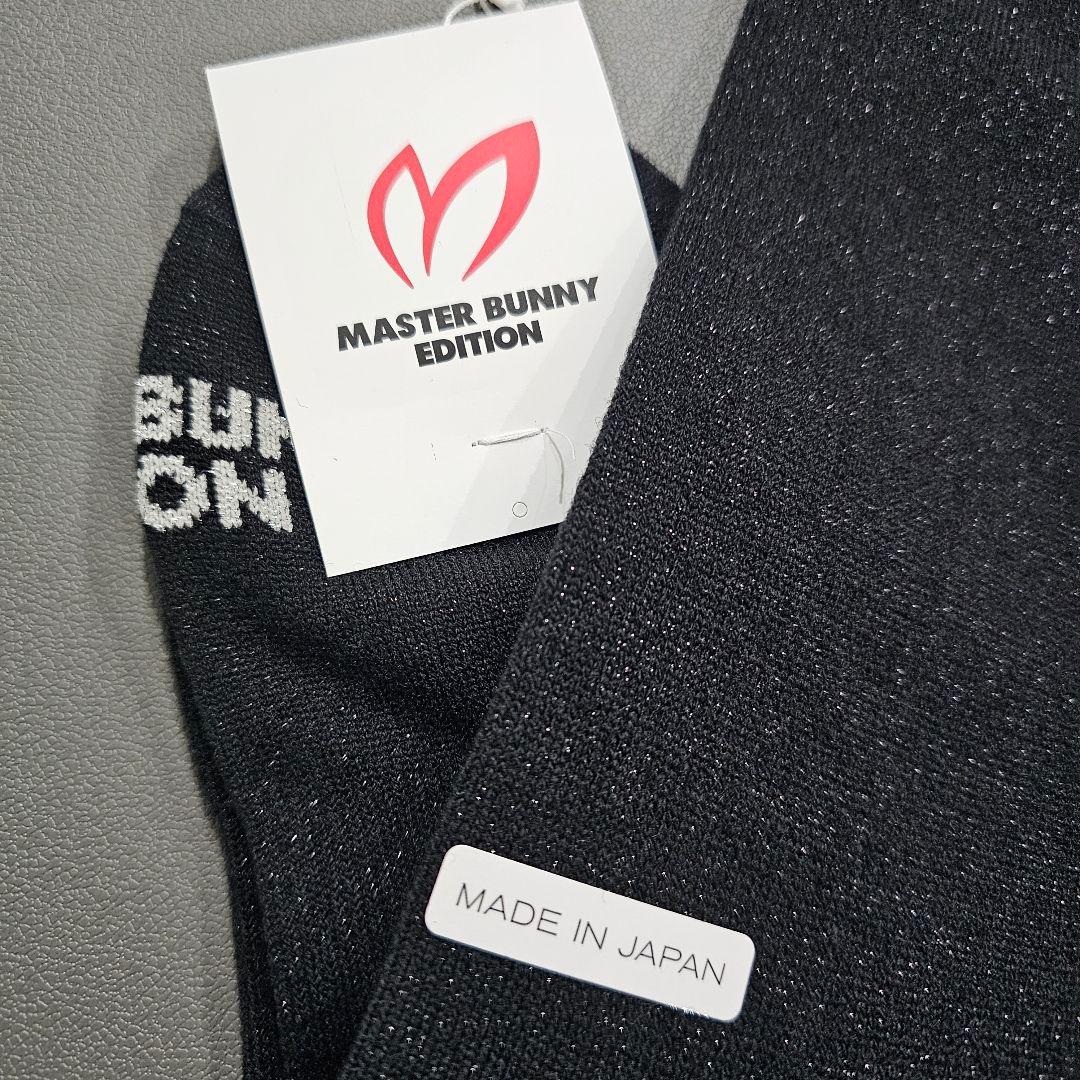 MASTER BUNNY
EDITION
BUN
ON
MADE IN JAPAN